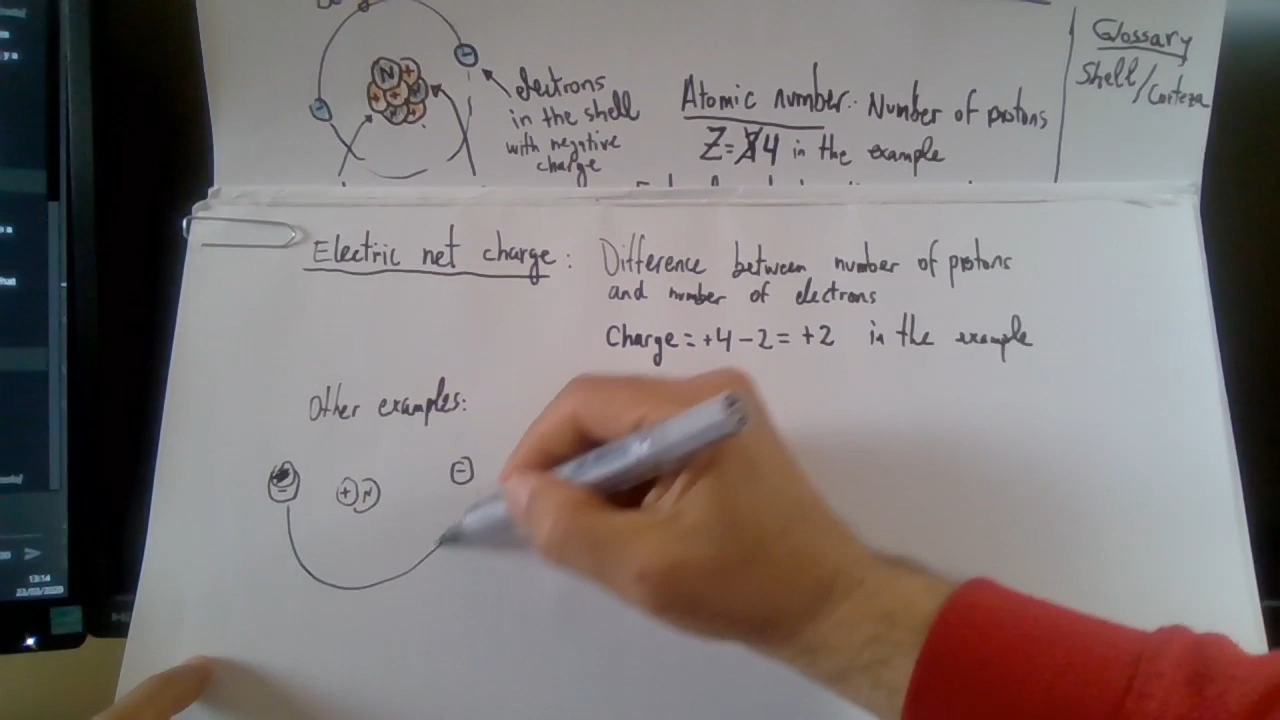 Glossary
Shell/Corteza
N
electrons
in the shell
with negative
charge
Atomic number: Number of protons
Z=4 in the example
Electric net charge: Difference between number of protons
and number of electrons
Charge = +4 - 2 = +2 in the example
Other examples:
+ N
13:14